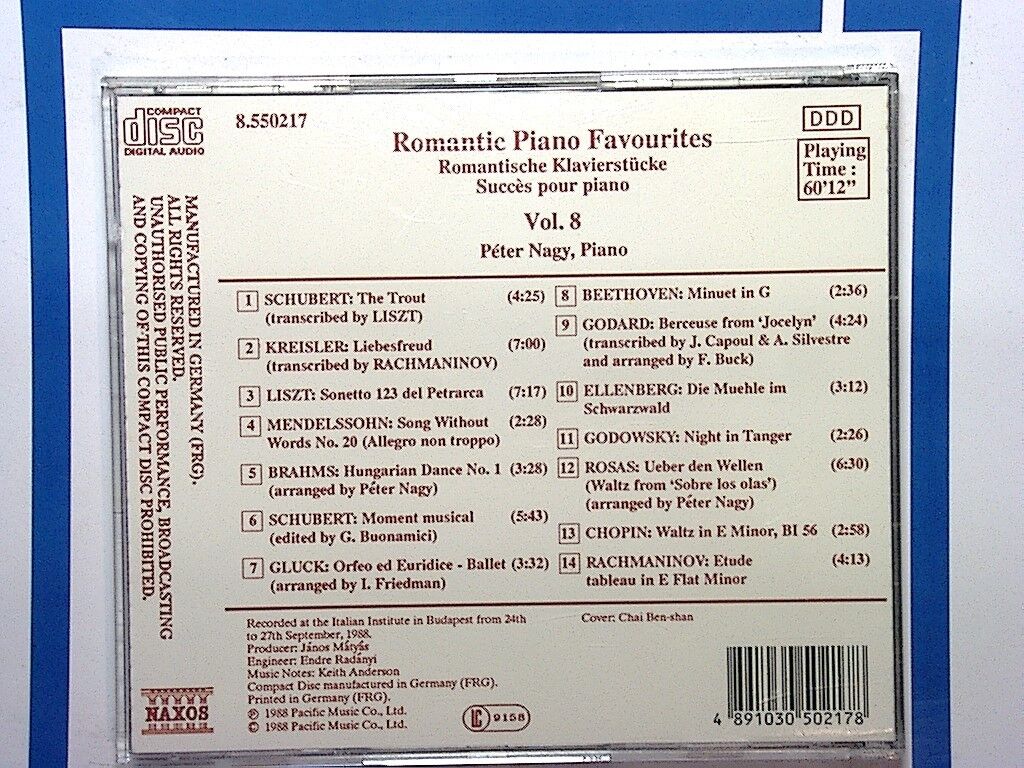 COMPACT
disc
DIGITAL AUDIO
8.550217
Romantic Piano Favourites
Romantische Klavierstücke
Succès pour piano
Vol. 8
Péter Nagy, Piano
DDD
Playing
Time :
60'12"
MANUFACTURED IN GERMANY (FRG).
ALL RIGHTS RESERVED.
UNAUTHORISED PUBLIC PERFORMANCE, BROADCASTING
AND COPYING OF THIS COMPACT DISC PROHIBITED.
1 SCHUBERT: The Trout (4:25)
(transcribed by LISZT)
2 KREISLER: Liebesfreud (7:00)
(transcribed by RACHMANINOV)
3 LISZT: Sonetto 123 del Petrarca (7:17)
4 MENDELSSOHN: Song Without (2:28)
Words No. 20 (Allegro non troppo)
5 BRAHMS: Hungarian Dance No. 1 (3:28)
(arranged by Péter Nagy)
6 SCHUBERT: Moment musical (5:43)
(edited by G. Buonamici)
7 GLUCK: Orfeo ed Euridice - Ballet (3:32)
(arranged by I. Friedman)
8 BEETHOVEN: Minuet in G (2:36)
9 GODARD: Berceuse from 'Jocelyn' (4:24)
(transcribed by J. Capoul & A. Silvestre
and arranged by F. Buck)
10 ELLENBERG: Die Muehle im (3:12)
Schwarzwald
11 GODOWSKY: Night in Tanger (2:26)
12 ROSAS: Ueber den Wellen (6:30)
(Waltz from 'Sobre los olas')
(arranged by Péter Nagy)
13 CHOPIN: Waltz in E Minor, BI 56 (2:58)
14 RACHMANINOV: Etude (4:13)
tableau in E Flat Minor
Recorded at the Italian Institute in Budapest from 24th
to 27th September, 1988.
Producer: János Mátyás
Engineer: Endre Radányi
Music Notes: Keith Anderson
Compact Disc manufactured in Germany (FRG).
Printed in Germany (FRG).
℗ 1988 Pacific Music Co., Ltd.
© 1988 Pacific Music Co., Ltd.
Cover: Chai Ben-shan
LC 9158
NAXOS
4 891030 502178